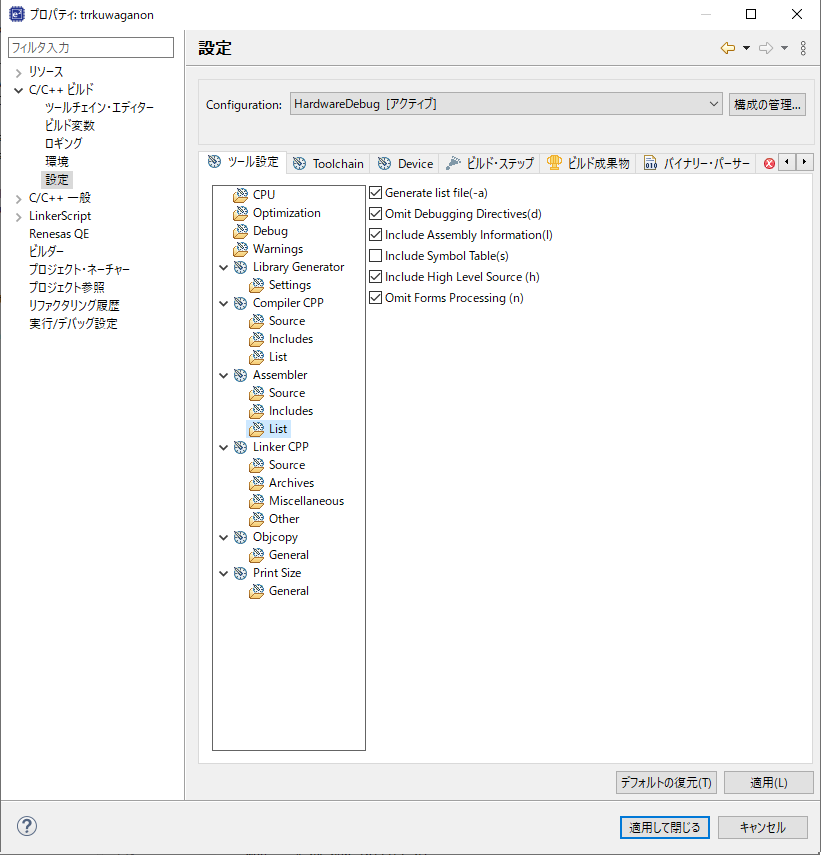 プロパティ: trrkuwaganon
フィルタ入力
リソース
C/C++ ビルド
ツールチェイン・エディター
ビルド変数
ロギング
環境
設定
C/C++ 一般
LinkerScript
Renesas QE
ビルダー
プロジェクト・ネーチャー
プロジェクト参照
リファクタリング履歴
実行/デバッグ設定
設定
Configuration:
HardwareDebug [アクティブ]
構成の管理...
ツール設定
Toolchain
Device
ビルド・ステップ
ビルド成果物
バイナリー・パーサー
CPU
Optimization
Debug
Warnings
Library Generator
Settings
Compiler CPP
Source
Includes
List
Assembler
Source
Includes
List
Linker CPP
Source
Archives
Miscellaneous
Other
Objcopy
General
Print Size
General
Generate list file(-a)
Omit Debugging Directives(d)
Include Assembly Information(l)
Include Symbol Table(s)
Include High Level Source (h)
Omit Forms Processing (n)
デフォルトの復元(T)
適用(L)
適用して閉じる
キャンセル